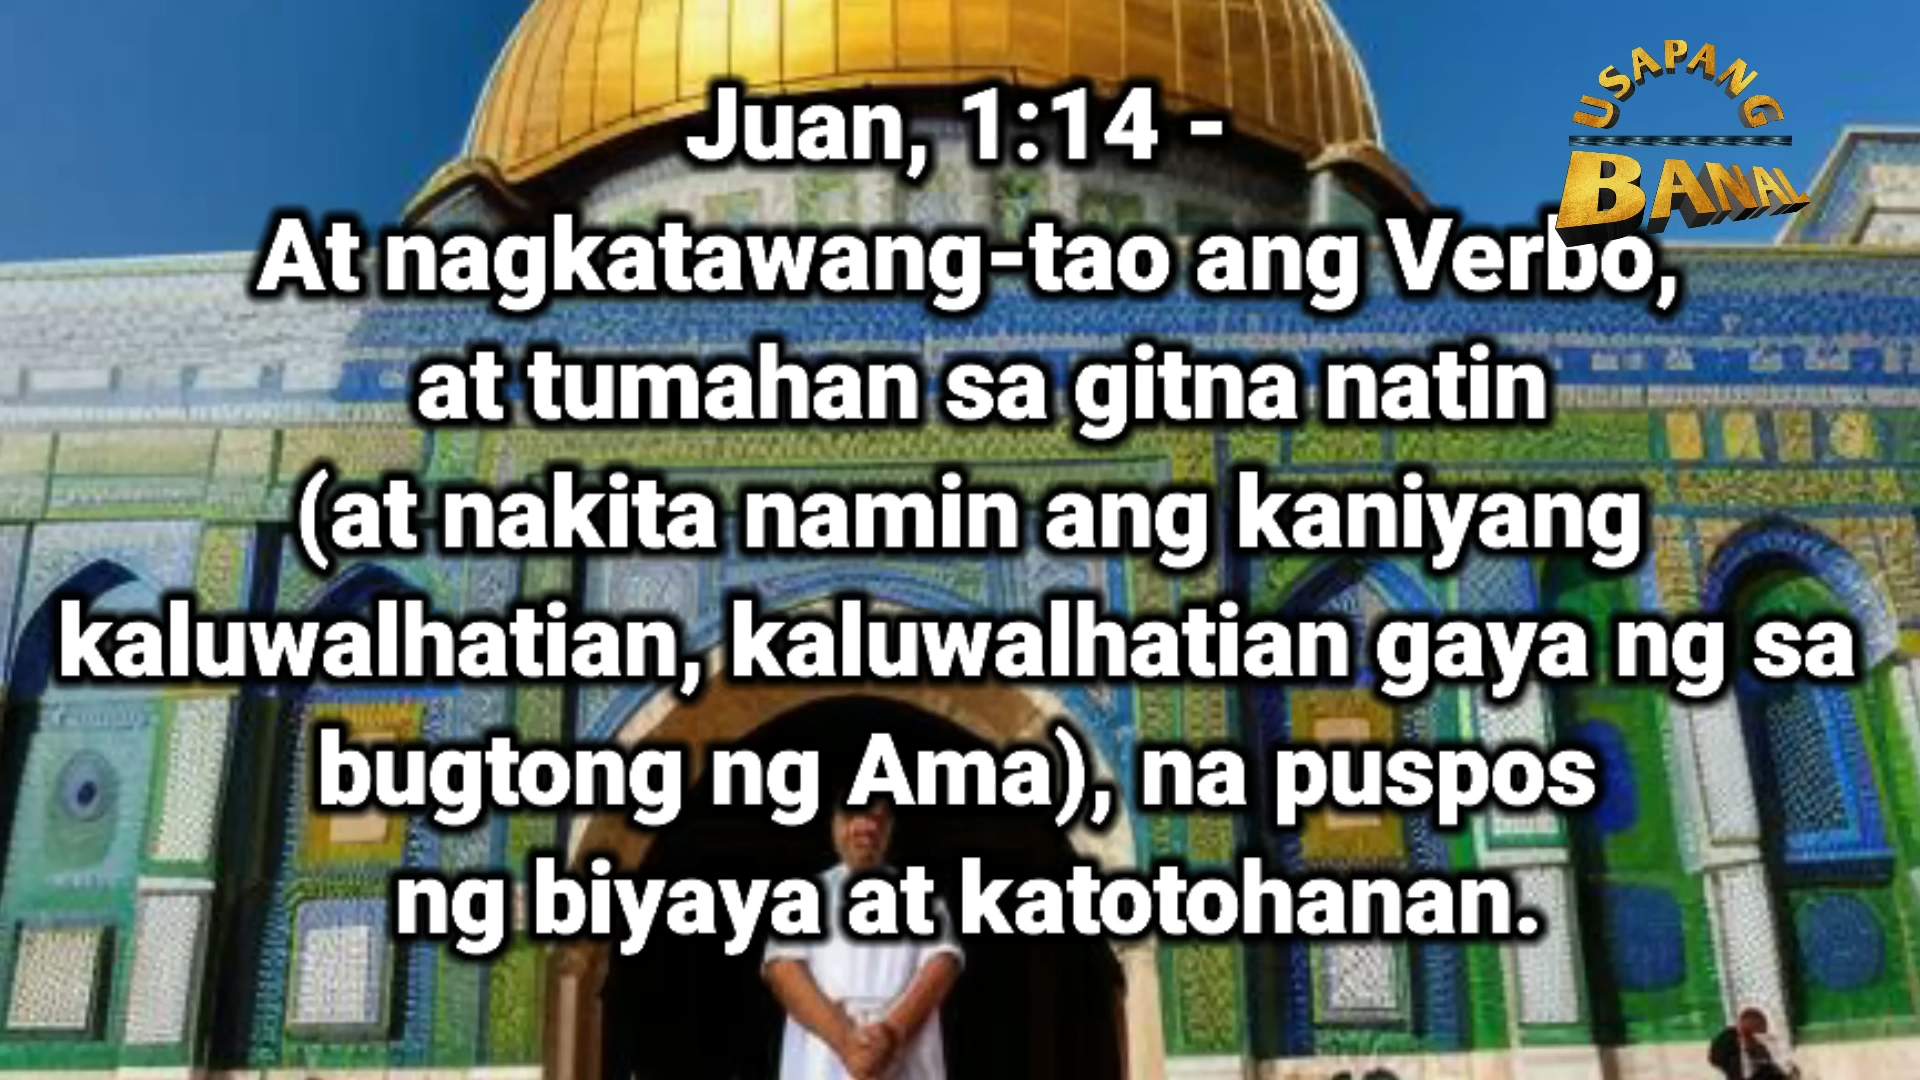 USAPANG
BANAL
Juan, 1:14 -
At nagkatawang-tao ang Verbo,
at tumahan sa gitna natin
(at nakita namin ang kaniyang
kaluwalhatian, kaluwalhatian gaya ng sa
bugtong ng Ama), na puspos
ng biyaya at katotohanan.